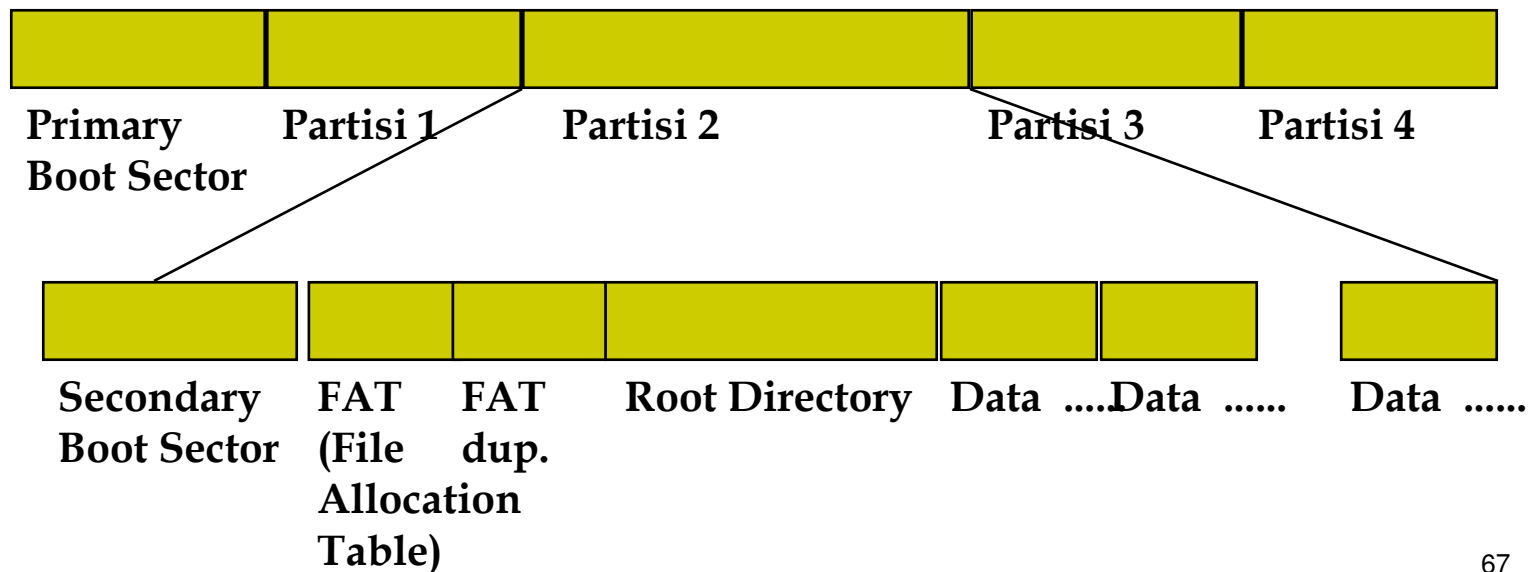 Primary
Boot Sector
Partisi 1
Partisi 2
Partisi 3
Partisi 4
Secondary
Boot Sector
FAT
(File
Allocation
Table)
FAT
dup.
Root Directory
Data ......
Data ......
Data ......
67